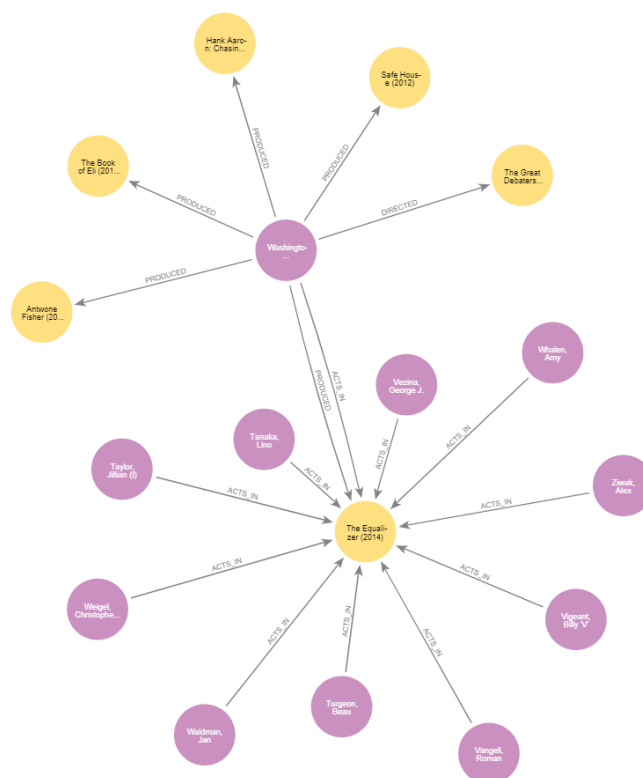 Hank Aaro-
n: Chasin...
PRODUCED
Safe Hous-
e (2012)
PRODUCED
The Book
of Eli (201...
PRODUCED
The Great
Debaters...
DIRECTED
Washingto-
...
Antwone
Fisher (20...
PRODUCED
PRODUCED
ACTS_IN
Whalen,
Amy
ACTS_IN
Vezina,
George J.
ACTS_IN
Tanaka,
Lino
ACTS_IN
Taylor,
Jillian (I)
ACTS_IN
Ziwak,
Alex
ACTS_IN
The Equali-
zer (2014)
Weigel,
Christophe...
ACTS_IN
Vigeant,
Billy 'V'
ACTS_IN
Waldman,
Jan
ACTS_IN
Turgeon,
Beau
ACTS_IN
Vangeli,
Roman
ACTS_IN